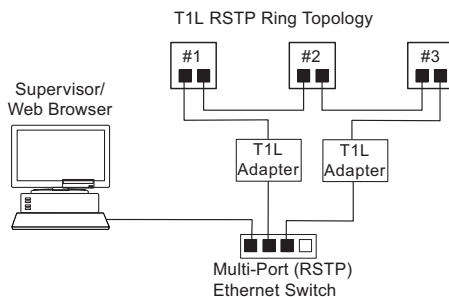 T1L RSTP Ring Topology
#1
#2
#3
Supervisor/
Web Browser
T1L
Adapter
T1L
Adapter
Multi-Port (RSTP)
Ethernet Switch